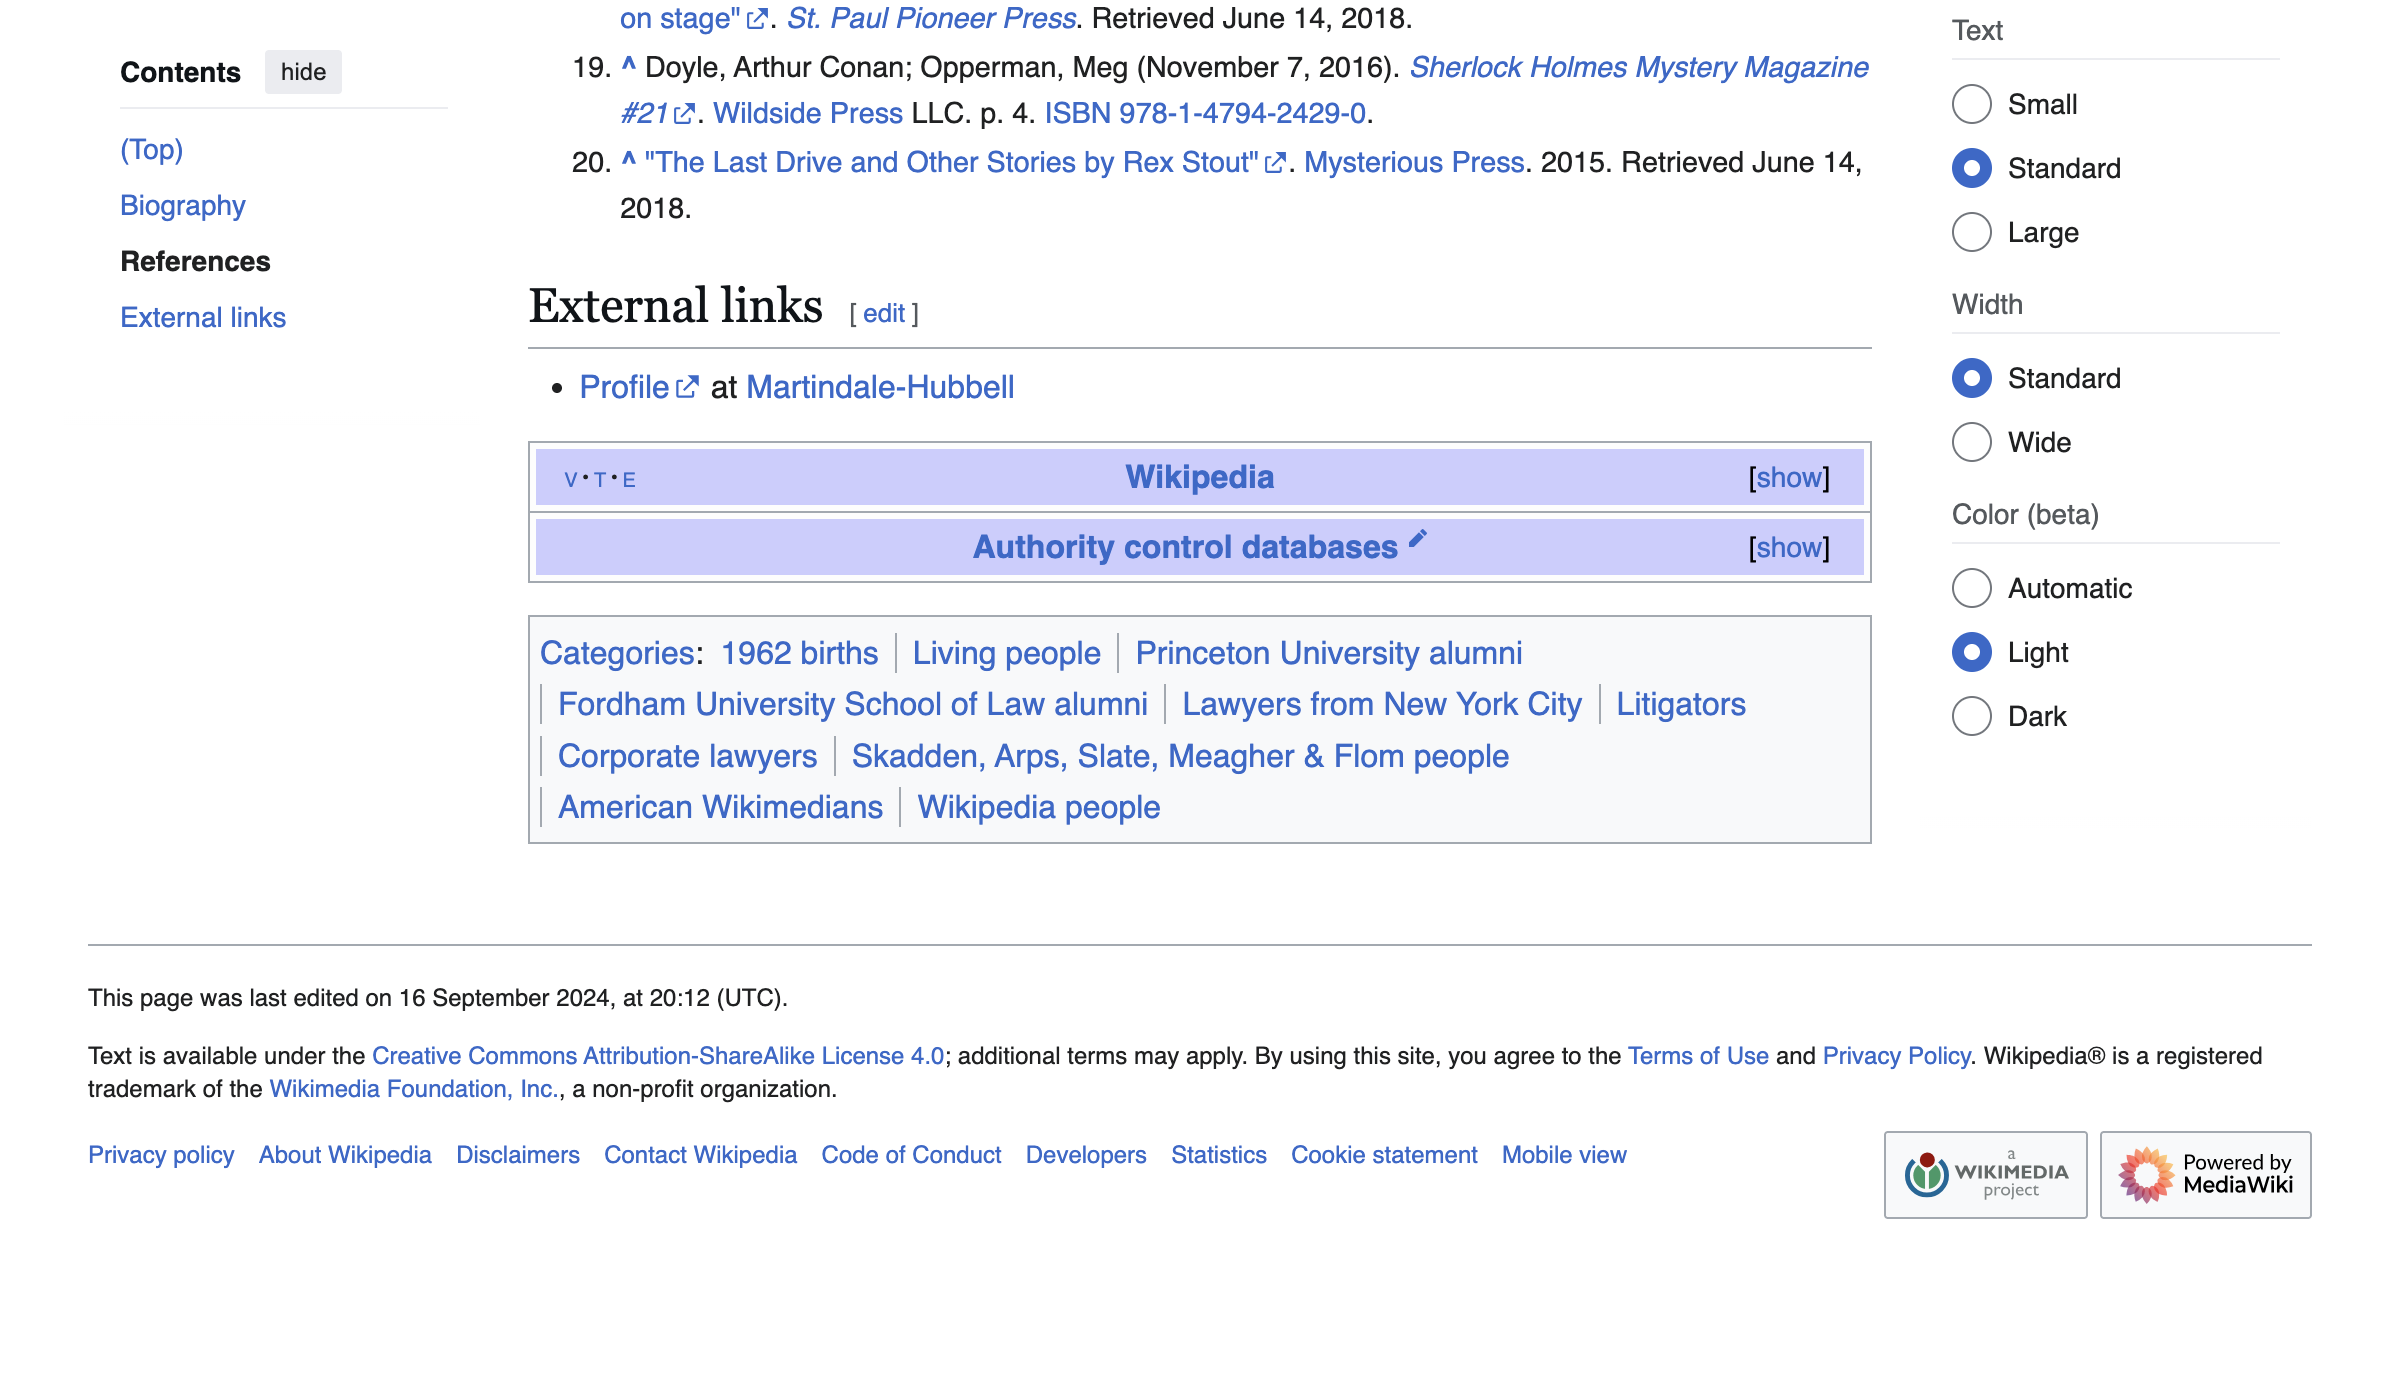 Contents hide
(Top)
Biography
References
External links
on stage". St. Paul Pioneer Press. Retrieved June 14, 2018.
19. ^ Doyle, Arthur Conan; Opperman, Meg (November 7, 2016). Sherlock Holmes Mystery Magazine
#21. Wildside Press LLC. p. 4. ISBN 978-1-4794-2429-0.
20. ^ "The Last Drive and Other Stories by Rex Stout". Mysterious Press. 2015. Retrieved June 14,
2018.
External links [ edit ]
• Profile at Martindale-Hubbell
V · T · E Wikipedia [show]
Authority control databases [show]
Categories: 1962 births | Living people | Princeton University alumni
| Fordham University School of Law alumni | Lawyers from New York City | Litigators
| Corporate lawyers | Skadden, Arps, Slate, Meagher & Flom people
| American Wikimedians | Wikipedia people
Text
Small
Standard
Large
Width
Standard
Wide
Color (beta)
Automatic
Light
Dark
This page was last edited on 16 September 2024, at 20:12 (UTC).
Text is available under the Creative Commons Attribution-ShareAlike License 4.0; additional terms may apply. By using this site, you agree to the Terms of Use and Privacy Policy. Wikipedia® is a registered
trademark of the Wikimedia Foundation, Inc., a non-profit organization.
Privacy policy About Wikipedia Disclaimers Contact Wikipedia Code of Conduct Developers Statistics Cookie statement Mobile view
a
WIKIMEDIA
project
Powered by
MediaWiki